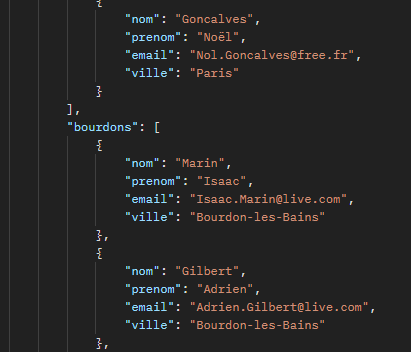 {
"nom": "Goncalves",
"prenom": "Noël",
"email": "Nol.Goncalves@free.fr",
"ville": "Paris"
}
],
"bourdons": [
{
"nom": "Marin",
"prenom": "Isaac",
"email": "Isaac.Marin@live.com",
"ville": "Bourdon-les-Bains"
},
{
"nom": "Gilbert",
"prenom": "Adrien",
"email": "Adrien.Gilbert@live.com",
"ville": "Bourdon-les-Bains"
},